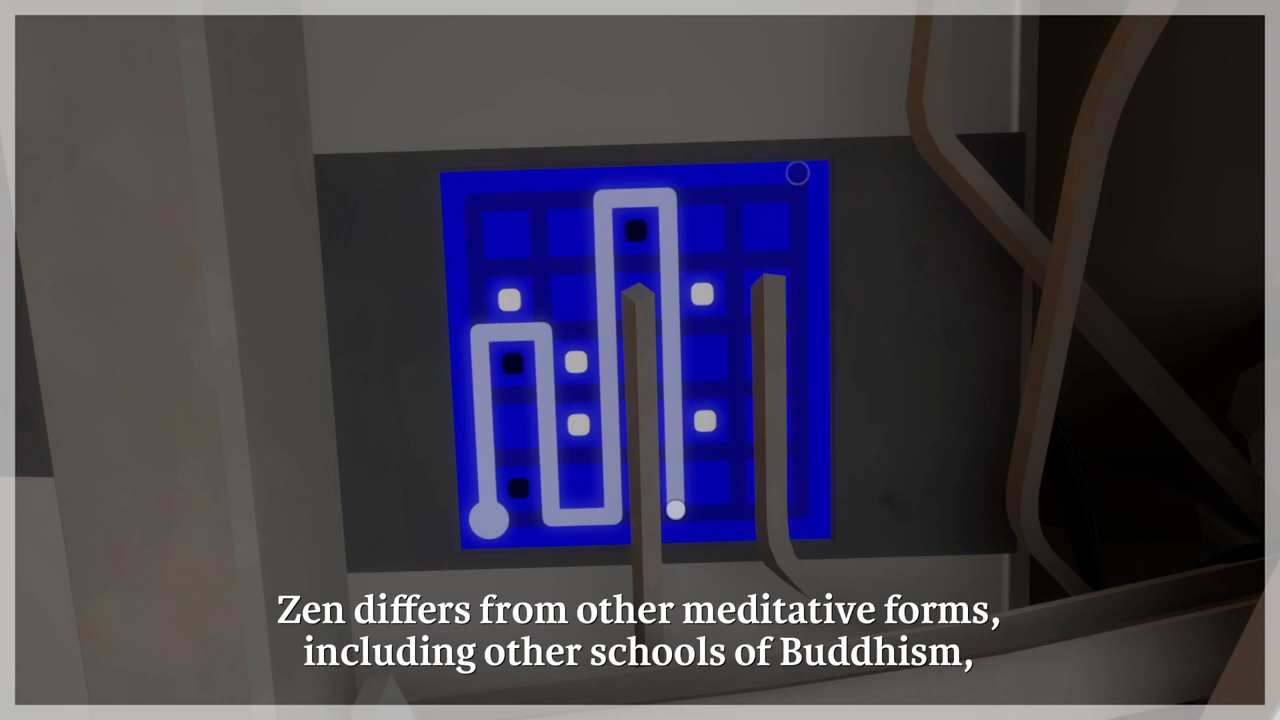 Zen differs from other meditative forms,
including other schools of Buddhism,